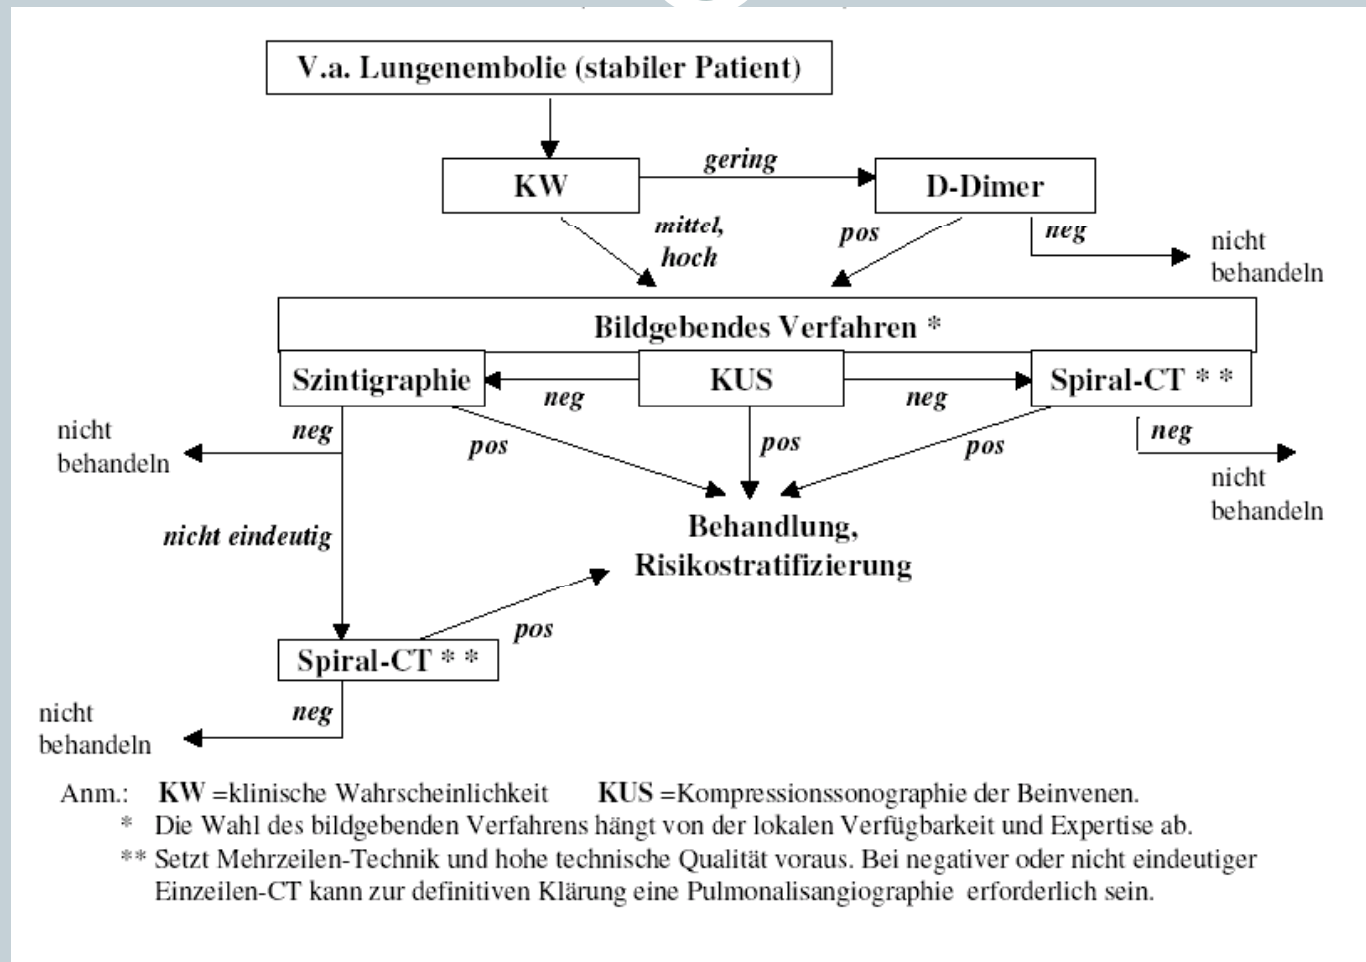 V.a. Lungenembolie (stabiler Patient)
KW
gering
D-Dimer
mittel,
hoch
pos
neg
nicht
behandeln
Bildgebendes Verfahren *
Szintigraphie
neg
KUS
neg
Spiral-CT * *
nicht
behandeln
neg
pos
pos
pos
neg
nicht
behandeln
Behandlung,
Risikostratifizierung
nicht eindeutig
pos
Spiral-CT * *
neg
nicht
behandeln
Anm.: KW =klinische Wahrscheinlichkeit KUS =Kompressionssonographie der Beinvenen.
* Die Wahl des bildgebenden Verfahrens hängt von der lokalen Verfügbarkeit und Expertise ab.
** Setzt Mehrzeilen-Technik und hohe technische Qualität voraus. Bei negativer oder nicht eindeutiger
Einzeilen-CT kann zur definitiven Klärung eine Pulmonalisangiographie erforderlich sein.